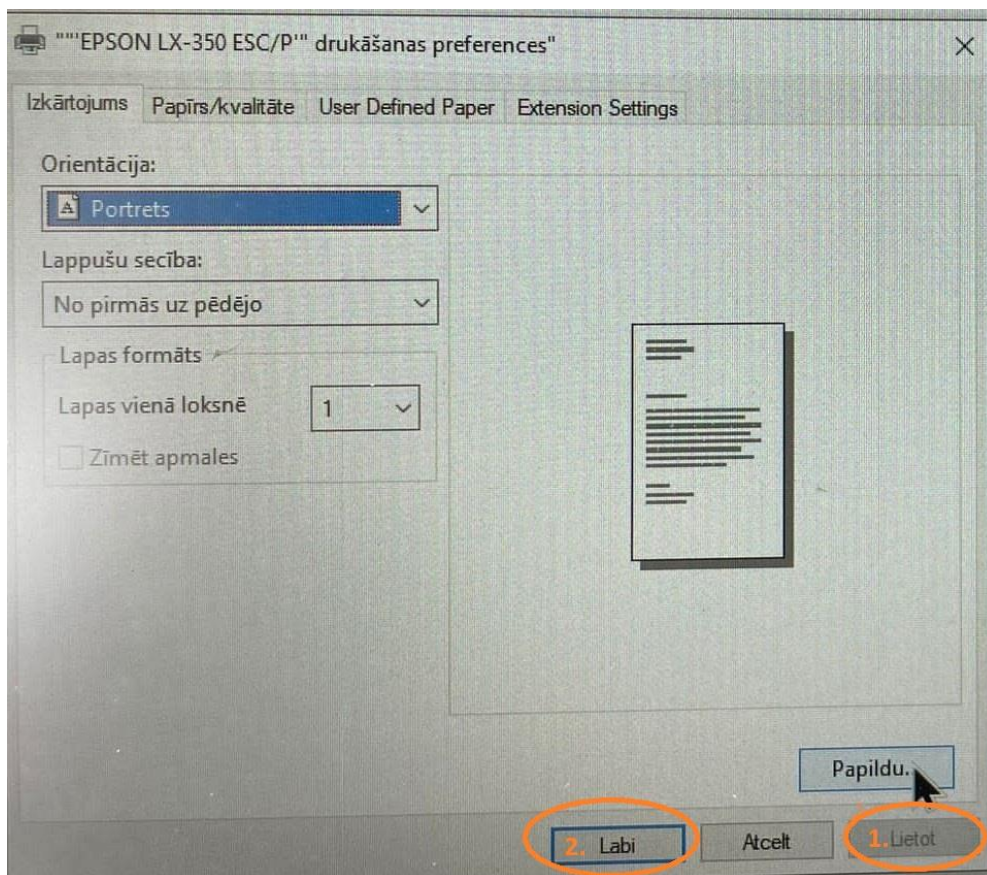 """EPSON LX-350 ESC/P'" drukāšanas preferences"
Izkārtojums Papīrs/kvalitāte User Defined Paper Extension Settings
Orientācija:
A Portrets
Lappušu secība:
No pirmās uz pēdējo
Lapas formāts
Lapas vienā loksnē 1
Zīmēt apmales
Papildu..
2. Labi Atcelt 1. Lietot